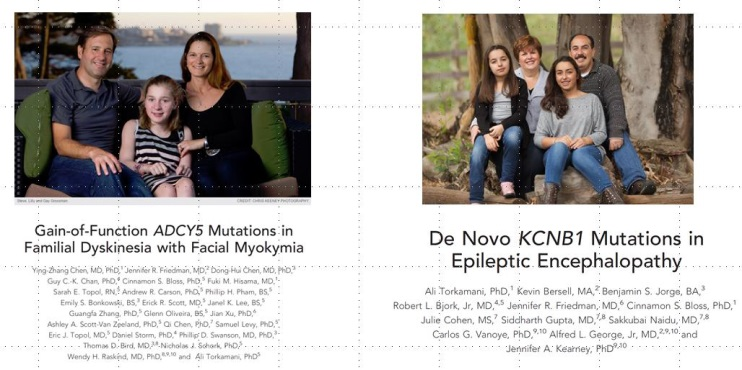 CREDIT: CHRIS KEENEY PHOTOGRAPHY
Gain-of-Function ADCY5 Mutations in
Familial Dyskinesia with Facial Myokymia
Ying-Zhang Chen, MD, PhD,1 Jennifer R. Friedman, MD,2 Dong-Hui Chen, MD, PhD,3
Guy C.-K. Chan, PhD,4 Cinnamon S. Bloss, PhD,5 Fuki M. Hisama, MD,1
Sarah E. Topol, RN,5 Andrew R. Carson, PhD,5 Phillip H. Pham, BS,5
Emily S. Bonkowski, BS,3 Erick R. Scott, MD,5 Janel K. Lee, BS,5
Guangfa Zhang, PhD,5 Glenn Oliveira, BS,5 Jian Xu, PhD,6
Ashley A. Scott-Van Zeeland, PhD,5 Qi Chen, PhD,7 Samuel Levy, PhD,5
Eric J. Topol, MD,5 Daniel Storm, PhD,4 Phillip D. Swanson, MD, PhD,3
Thomas D. Bird, MD,3,8 Nicholas J. Schork, PhD,5
Wendy H. Raskind, MD, PhD,8,9,10 and Ali Torkamani, PhD5
De Novo KCNB1 Mutations in
Epileptic Encephalopathy
Ali Torkamani, PhD,1 Kevin Bersell, MA,2 Benjamin S. Jorge, BA,3
Robert L. Bjork, Jr, MD,4,5 Jennifer R. Friedman, MD,6 Cinnamon S. Bloss, PhD,1
Julie Cohen, MS,7 Siddharth Gupta, MD,7,8 Sakkubai Naidu, MD,7,8
Carlos G. Vanoye, PhD,9,10 Alfred L. George, Jr, MD,2,9,10 and
Jennifer A. Kearney, PhD9,10